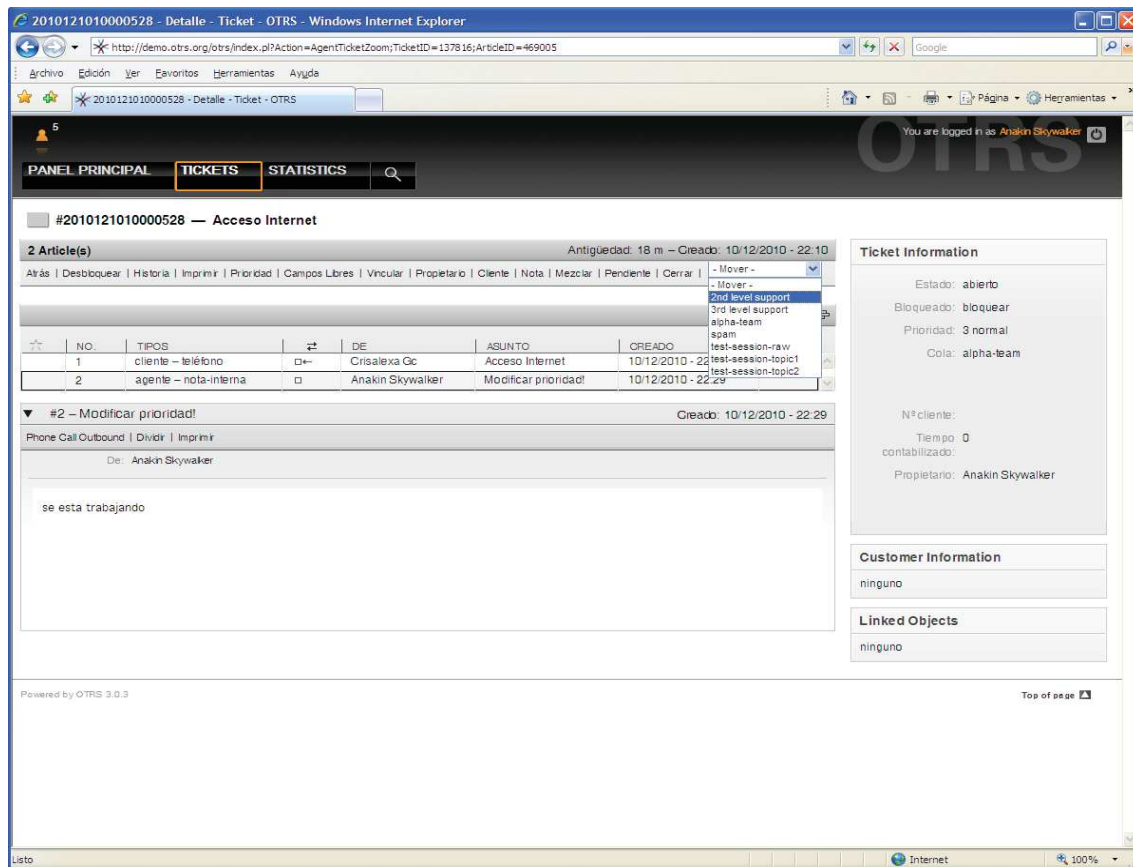 2010121010000528 - Detalle - Ticket - OTRS - Windows Internet Explorer
http://demo.otrs.org/otrs/index.pl?Action=AgentTicketZoom;TicketID=137816;ArticleID=469005
Google
Archivo Edición Ver Favoritos Herramientas Ayuda
2010121010000528 - Detalle - Ticket - OTRS
Página Herramientas
5
OTRS
You are logged in as Anakin Skywalker
PANEL PRINCIPAL TICKETS STATISTICS
#2010121010000528 — Acceso Internet
2 Article(s) Antigüedad: 18 m – Creado: 10/12/2010 - 22:10
Atrás | Desbloquear | Historia | Imprimir | Prioridad | Campos Libres | Vincular | Propietario | Cliente | Nota | Mezclar | Pendiente | Cerrar | - Mover -
- Mover -
2nd level support
3rd level support
alpha-team
spam
test-session-raw
test-session-topic1
test-session-topic2
NO. TIPOS DE ASUNTO CREADO
1 cliente – teléfono Crisalexa Gc Acceso Internet 10/12/2010 - 22
2 agente – nota-interna Anakin Skywalker Modificar prioridad! 10/12/2010 - 22:29
#2 – Modificar prioridad! Creado: 10/12/2010 - 22:29
Phone Call Outbound | Dividir | Imprimir
De: Anakin Skywalker
se esta trabajando
Ticket Information
Estado: abierto
Bloqueado: bloquear
Prioridad: 3 normal
Cola: alpha-team
Nº cliente:
Tiempo contabilizado: 0
Propietario: Anakin Skywalker
Customer Information
ninguno
Linked Objects
ninguno
Powered by OTRS 3.0.3 Top of page
Listo Internet 100%